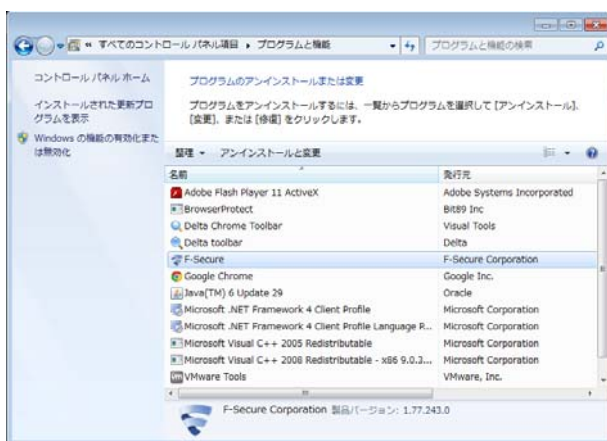 « すべてのコントロール パネル項目 ▸ プログラムと機能
プログラムと機能の検索
コントロール パネル ホーム
インストールされた更新プロ
グラムを表示
Windows の機能の有効化また
は無効化
プログラムのアンインストールまたは変更
プログラムをアンインストールするには、一覧からプログラムを選択して [アンインストール]、
[変更]、または [修復] をクリックします。
整理 ▾ アンインストールと変更
名前 発行元
Adobe Flash Player 11 ActiveX Adobe Systems Incorporated
BrowserProtect Bit89 Inc
Delta Chrome Toolbar Visual Tools
Delta toolbar Delta
F-Secure F-Secure Corporation
Google Chrome Google Inc.
Java(TM) 6 Update 29 Oracle
Microsoft .NET Framework 4 Client Profile Microsoft Corporation
Microsoft .NET Framework 4 Client Profile Language R... Microsoft Corporation
Microsoft Visual C++ 2005 Redistributable Microsoft Corporation
Microsoft Visual C++ 2008 Redistributable - x86 9.0.3... Microsoft Corporation
VMware Tools VMware, Inc.
F-Secure Corporation 製品バージョン: 1.77.243.0